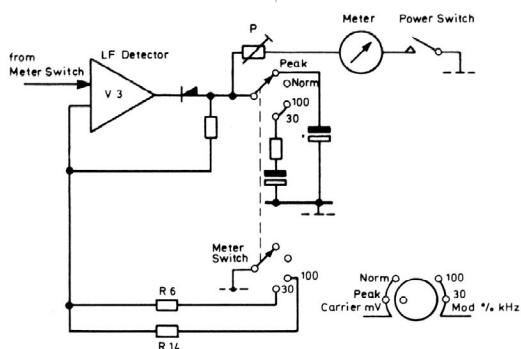 from
Meter Switch
LF Detector
V 3
P
Meter
Power Switch
Peak
Norm
100
30
Meter
Switch
100
30
R 6
R 14
Norm
Peak
Carrier mV
100
30
Mod % kHz